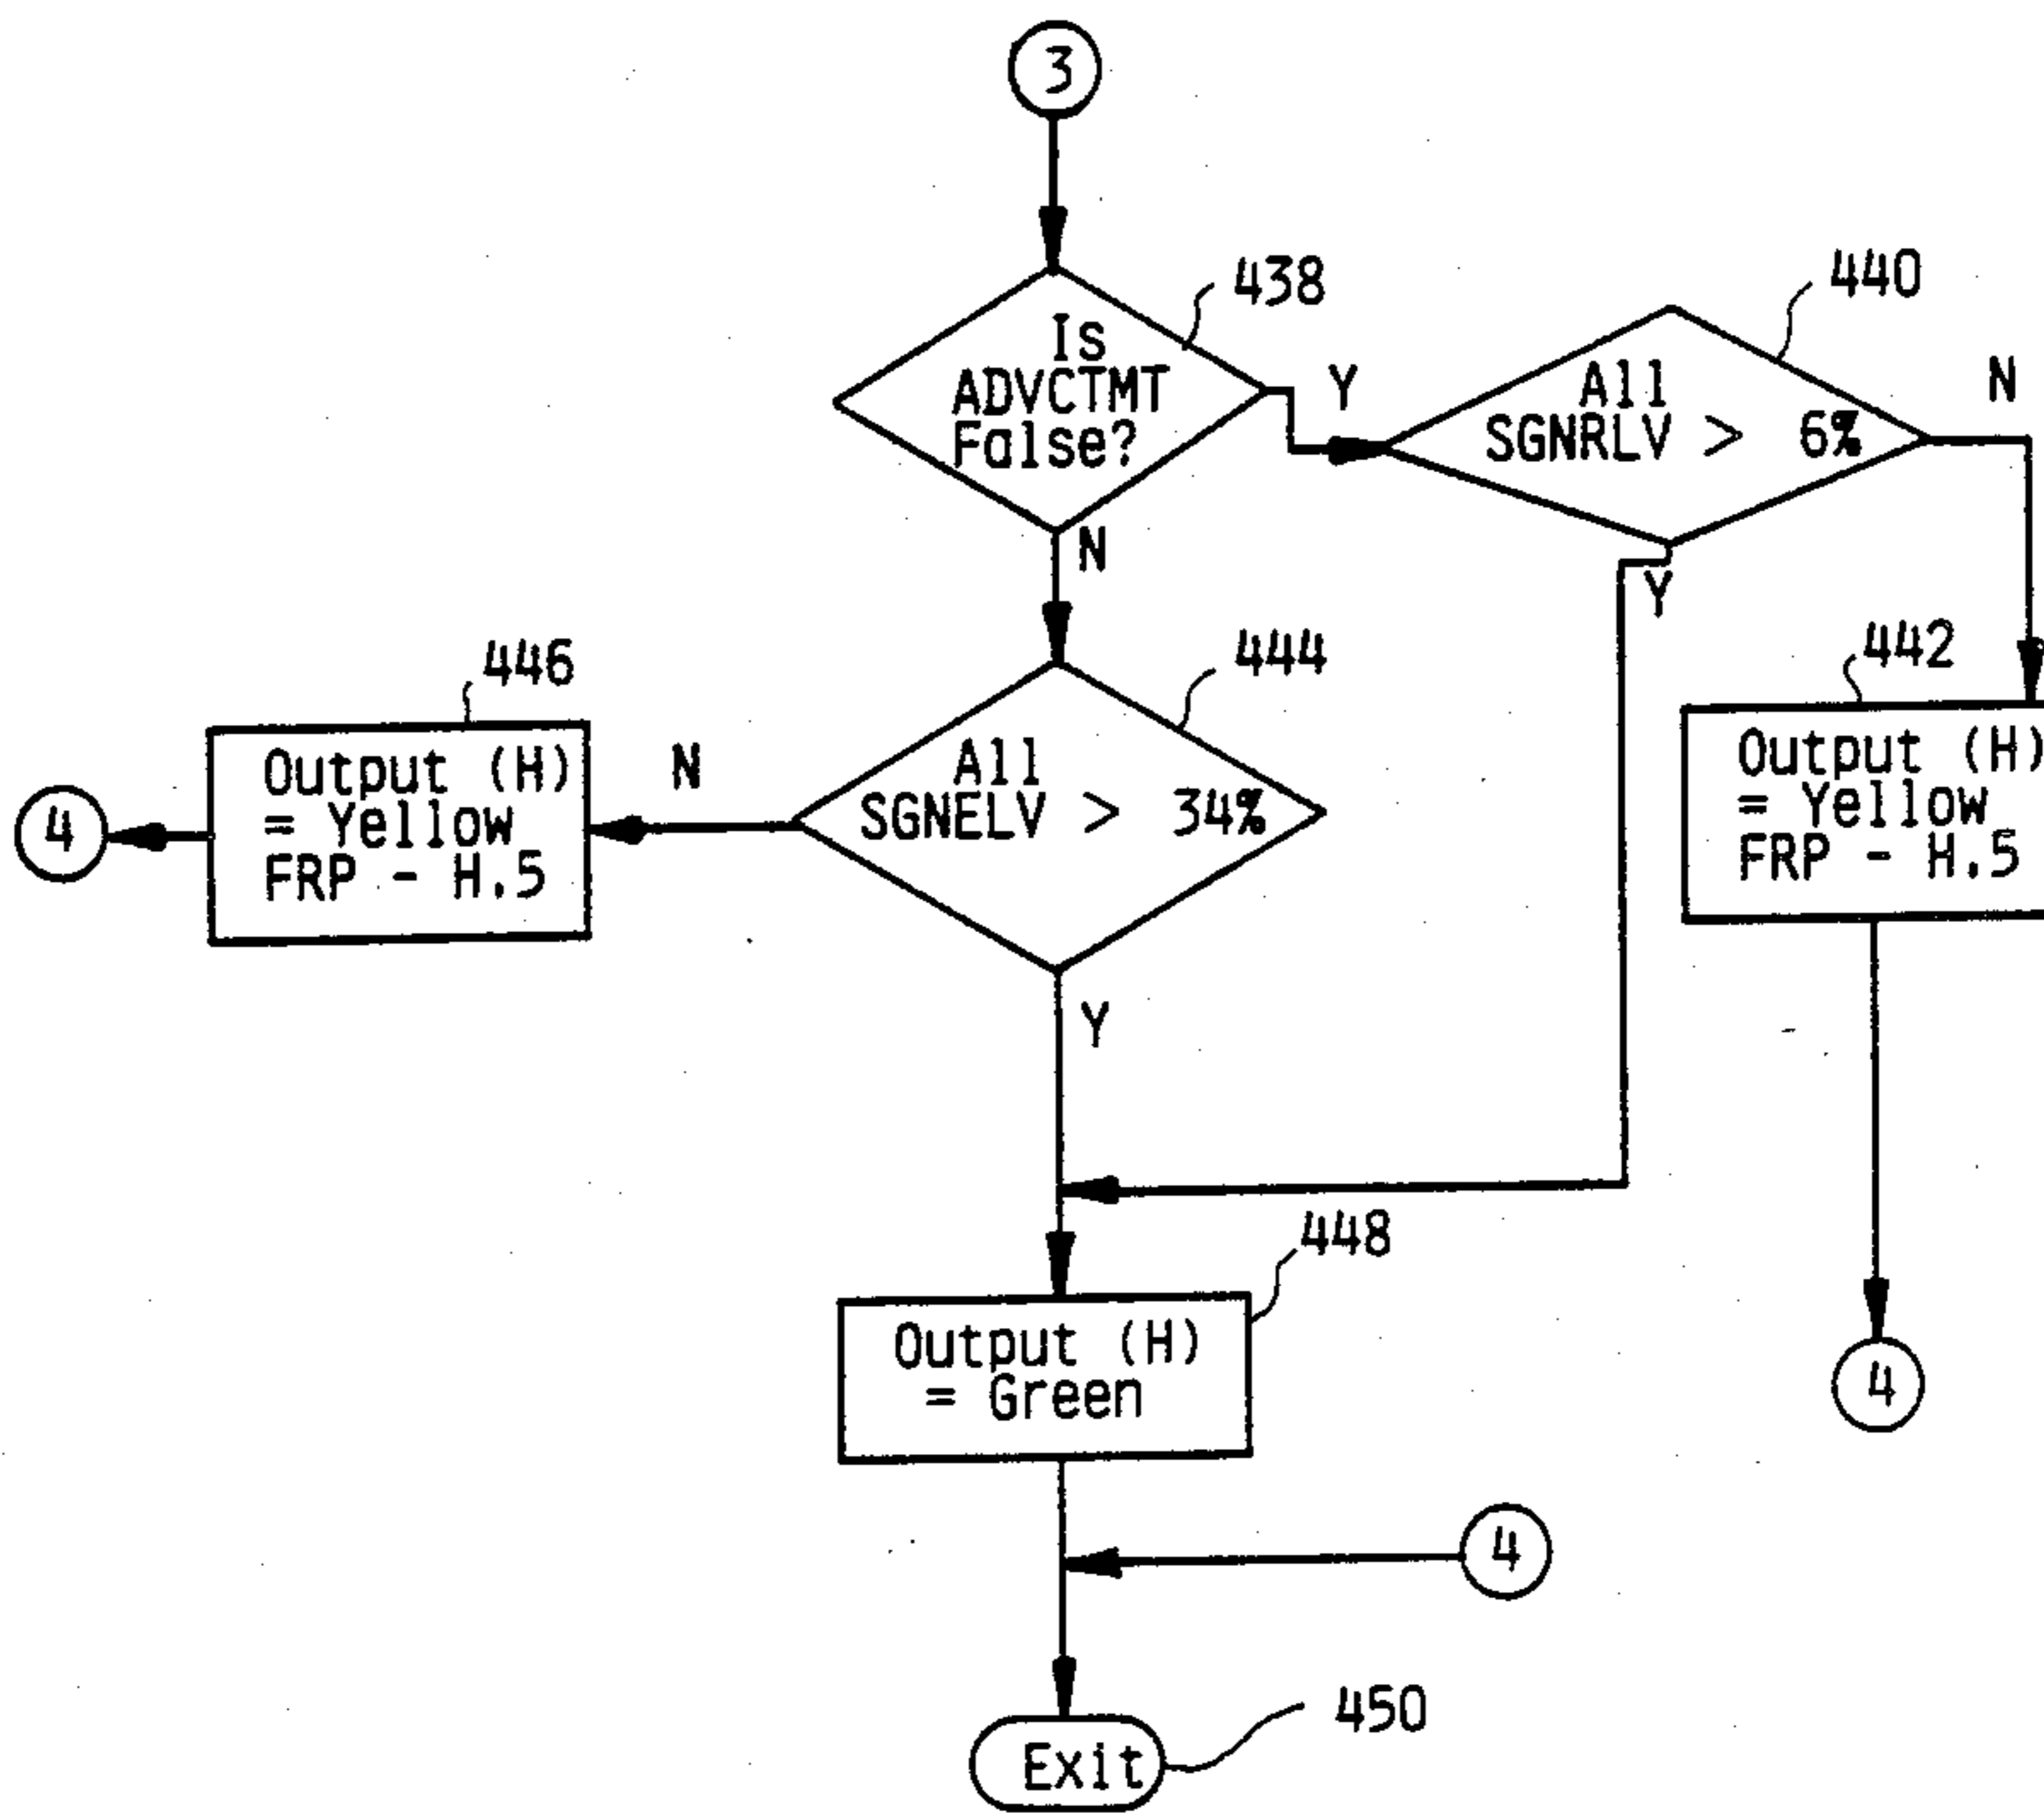 3
438
Is
ADVCTMT
False?
Y
N
440
All
SGNRLV > 6%
N
Y
442
Output (H)
= Yellow
FRP - H.5
4
444
All
SGNELV > 34%
N
Y
446
Output (H)
= Yellow
FRP - H.5
4
448
Output (H)
= Green
4
450
Exit